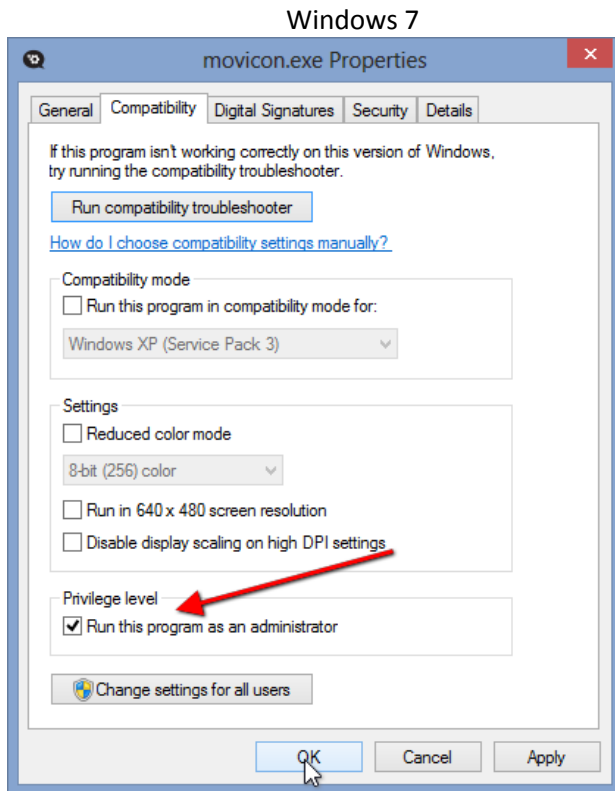 Windows 7
movicon.exe Properties
General Compatibility Digital Signatures Security Details
If this program isn't working correctly on this version of Windows,
try running the compatibility troubleshooter.
Run compatibility troubleshooter
How do I choose compatibility settings manually?
Compatibility mode
Run this program in compatibility mode for:
Windows XP (Service Pack 3)
Settings
Reduced color mode
8-bit (256) color
Run in 640 x 480 screen resolution
Disable display scaling on high DPI settings
Privilege level
Run this program as an administrator
Change settings for all users
OK Cancel Apply